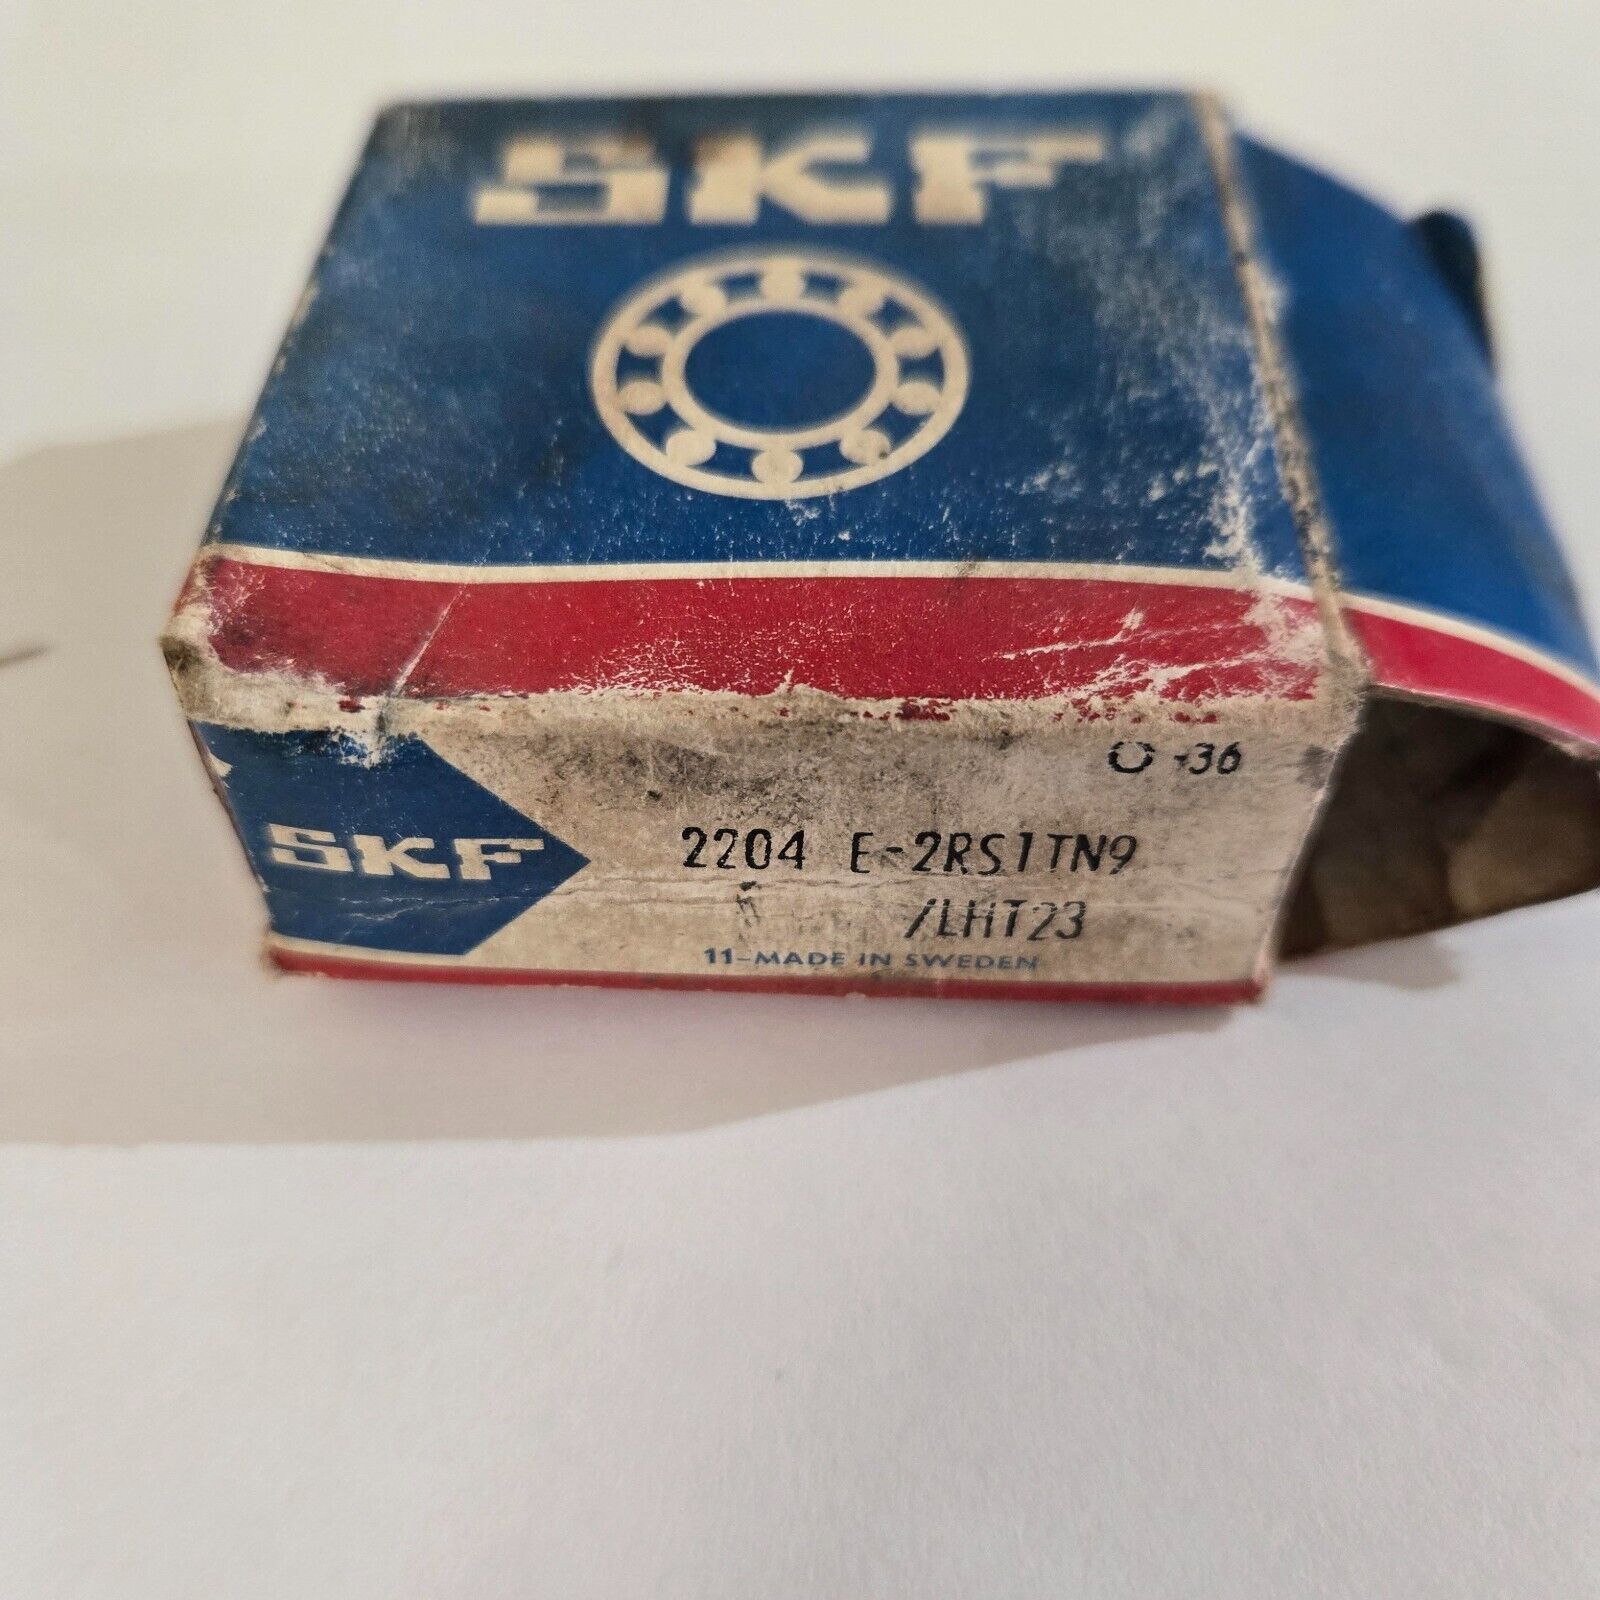 SKF
36
SKF
2204 E-2RS1TN9
/LHT23
11-MADE IN SWEDEN